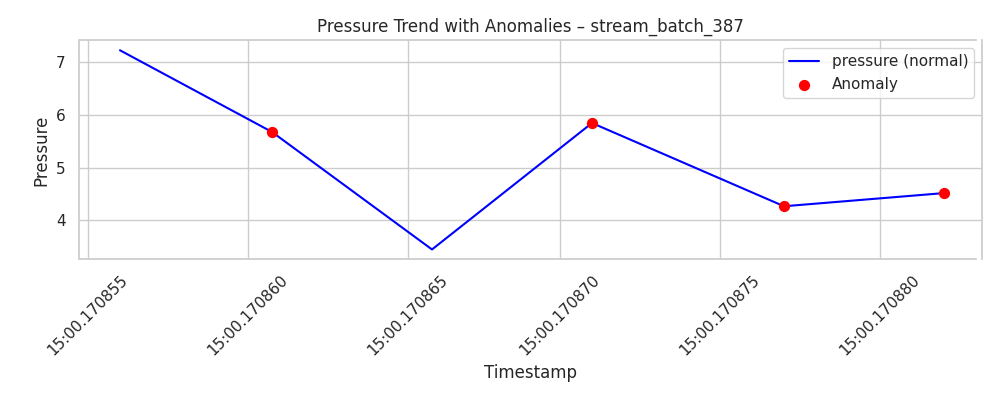 Pressure Trend with Anomalies – stream_batch_387
pressure (normal)
Anomaly
Pressure
7
6
5
4
15:00.170855
15:00.170860
15:00.170865
15:00.170870
15:00.170875
15:00.170880
Timestamp